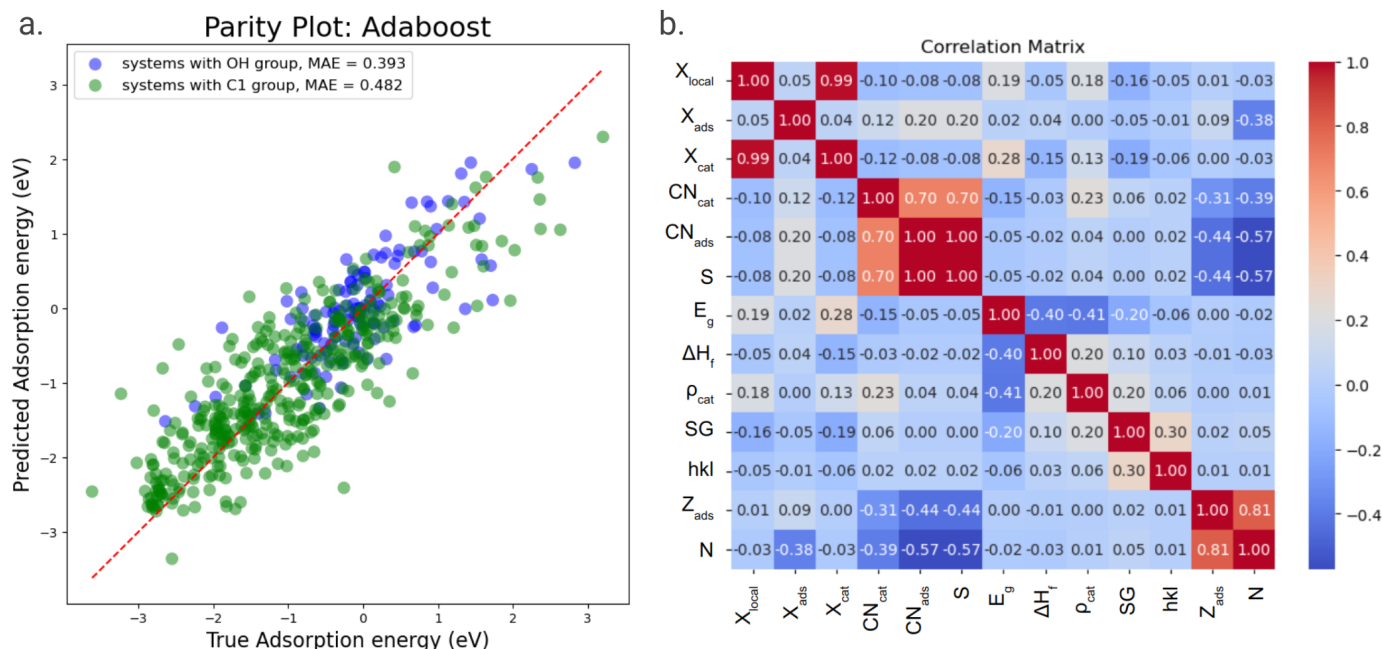 a.
Parity Plot: Adaboost
systems with OH group, MAE = 0.393
systems with C1 group, MAE = 0.482
Predicted Adsorption energy (eV)
3
2
1
0
−1
−2
−3
−3 −2 −1 0 1 2 3
True Adsorption energy (eV)
b.
Correlation Matrix
X_local 1.00 0.05 0.99 -0.10 -0.08 -0.08 0.19 -0.05 0.18 -0.16 -0.05 0.01 -0.03
X_ads 0.05 1.00 0.04 0.12 0.20 0.20 0.02 0.04 0.00 -0.05 -0.01 0.09 -0.38
X_cat 0.99 0.04 1.00 -0.12 -0.08 -0.08 0.28 -0.15 0.13 -0.19 -0.06 0.00 -0.03
CN_cat -0.10 0.12 -0.12 1.00 0.70 0.70 -0.15 -0.03 0.23 0.06 0.02 -0.31 -0.39
CN_ads -0.08 0.20 -0.08 0.70 1.00 1.00 -0.05 -0.02 0.04 0.00 0.02 -0.44 -0.57
S -0.08 0.20 -0.08 0.70 1.00 1.00 -0.05 -0.02 0.04 0.00 0.02 -0.44 -0.57
E_g 0.19 0.02 0.28 -0.15 -0.05 -0.05 1.00 -0.40 -0.41 -0.20 -0.06 0.00 -0.02
ΔH_f -0.05 0.04 -0.15 -0.03 -0.02 -0.02 -0.40 1.00 0.20 0.10 0.03 -0.01 -0.03
ρ_cat 0.18 0.00 0.13 0.23 0.04 0.04 -0.41 0.20 1.00 0.20 0.06 0.00 0.01
SG -0.16 -0.05 -0.19 0.06 0.00 0.00 -0.20 0.10 0.20 1.00 0.30 0.02 0.05
hkl -0.05 -0.01 -0.06 0.02 0.02 0.02 -0.06 0.03 0.06 0.30 1.00 0.01 0.01
Z_ads 0.01 0.09 0.00 -0.31 -0.44 -0.44 0.00 -0.01 0.00 0.02 0.01 1.00 0.81
N -0.03 -0.38 -0.03 -0.39 -0.57 -0.57 -0.02 -0.03 0.01 0.05 0.01 0.81 1.00
X_local X_ads X_cat CN_cat CN_ads S E_g ΔH_f ρ_cat SG hkl Z_ads N
1.0
0.8
0.6
0.4
0.2
0.0
−0.2
−0.4